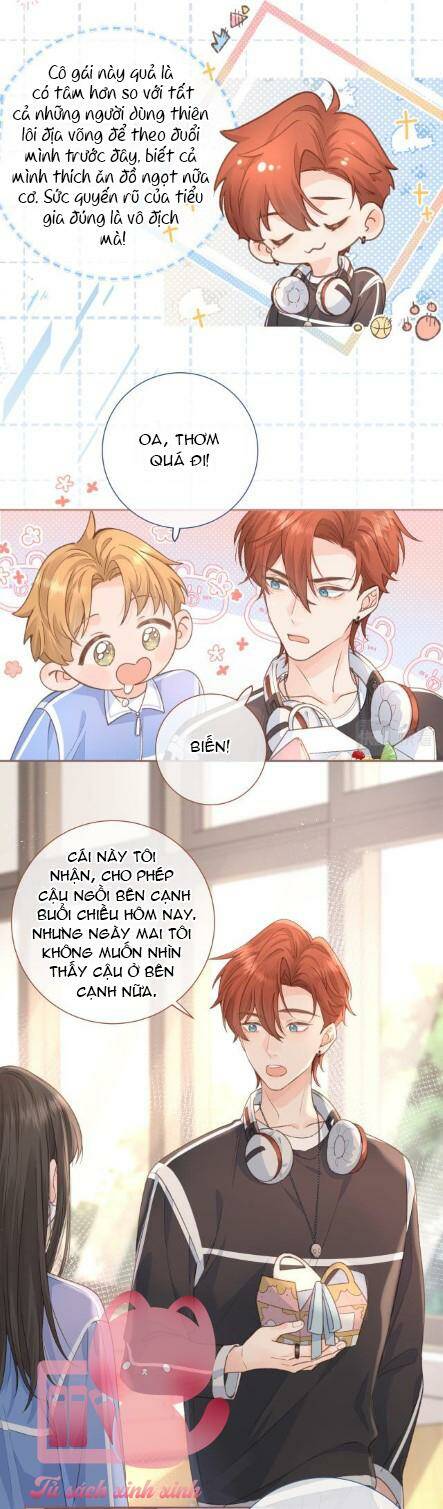 Cô gái này quả là
có tâm hơn so với tất
cả những người dùng thiên
lôi địa võng để theo đuổi
mình trước đây, biết cả
mình thích ăn đồ ngọt nữa
cơ. Sức quyến rũ của tiểu
gia đúng là vô địch
mà!
OA, THƠM
QUÁ ĐI!
BIẾN!
CÁI NÀY TÔI
NHẬN, CHO PHÉP
CẬU NGỒI BÊN CẠNH
BUỔI CHIỀU HÔM NAY.
NHƯNG NGÀY MAI TÔI
KHÔNG MUỐN NHÌN
THẤY CẬU Ở BÊN
CẠNH NỮA.
Tủ sách xinh xinh